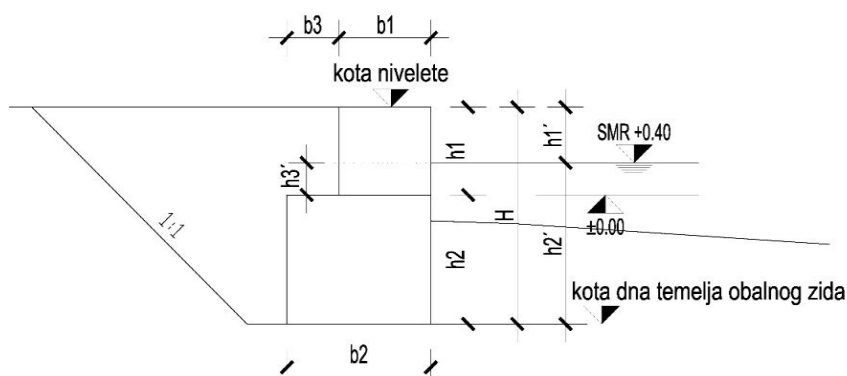 b3 b1
kota nivelete
SMR +0.40
h1
h1´
h3´
1:1
H
±0.00
h2
h2´
kota dna temelja obalnog zida
b2